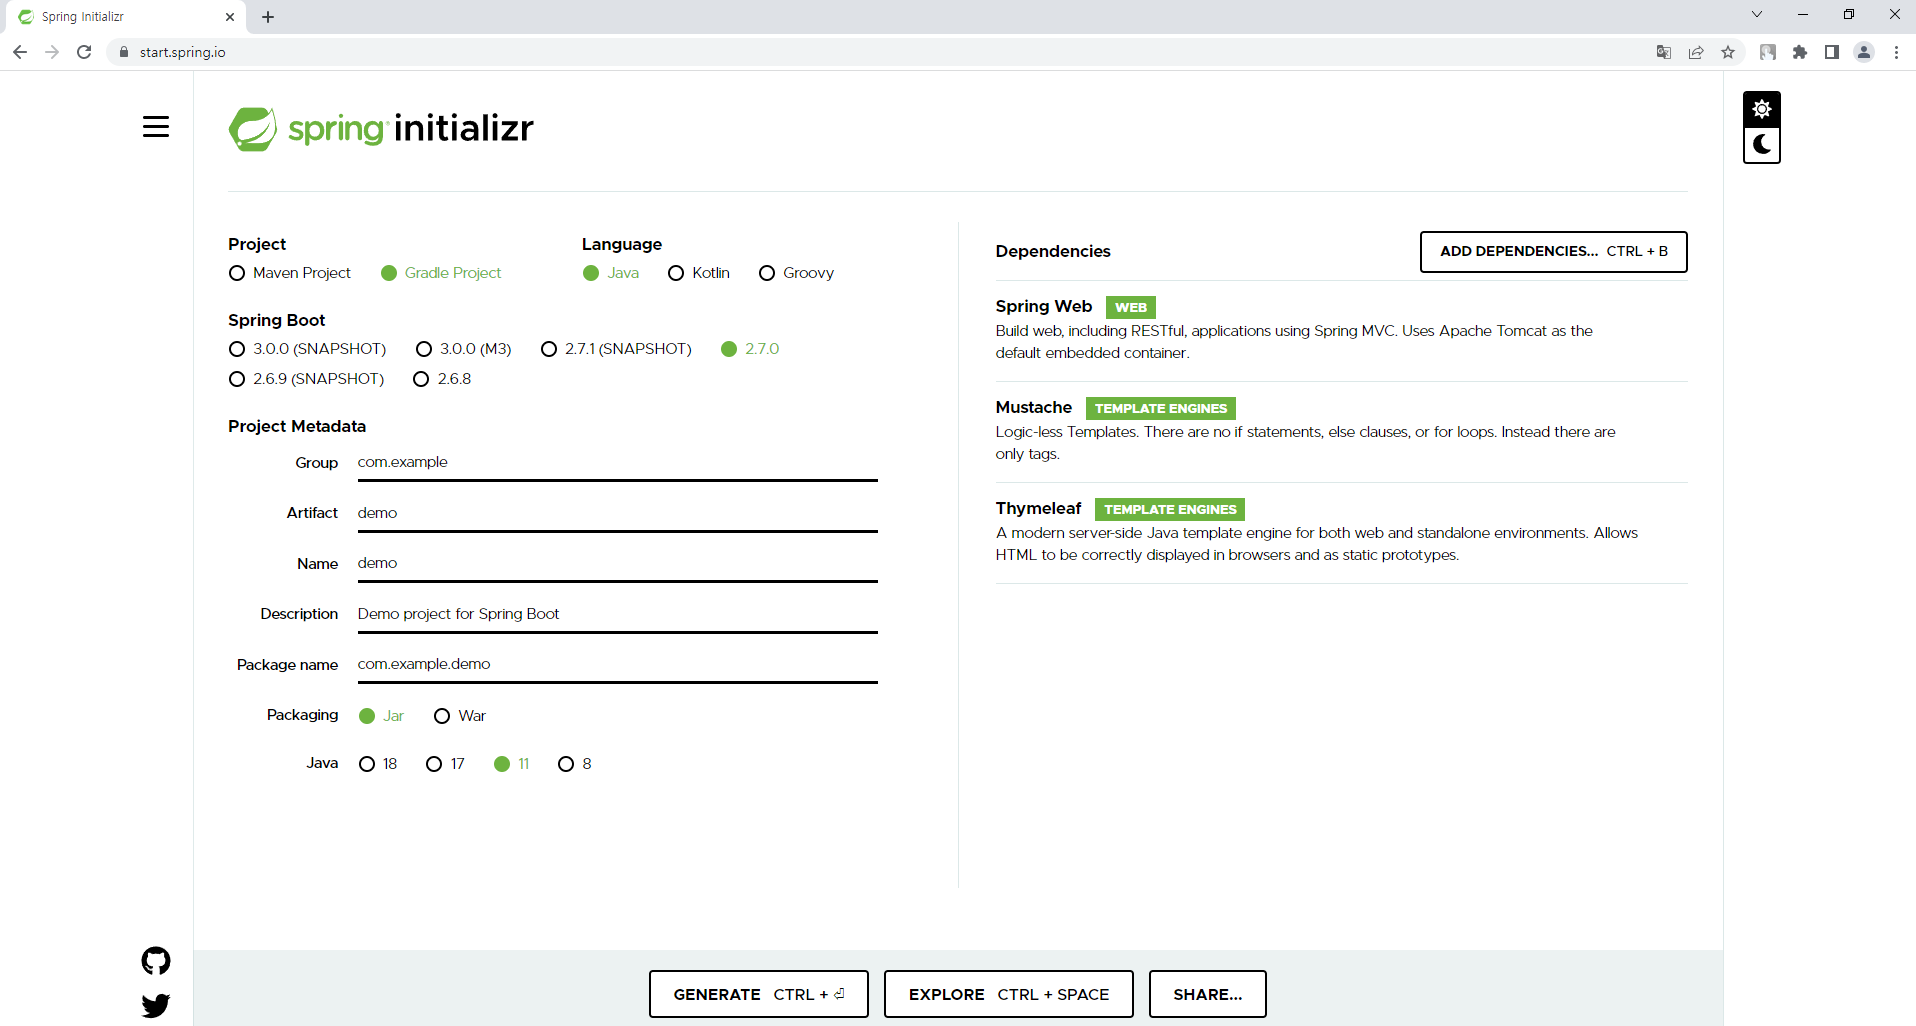 Spring Initializr
start.spring.io
spring initializr
Project
Maven Project Gradle Project
Language
Java Kotlin Groovy
Spring Boot
3.0.0 (SNAPSHOT) 3.0.0 (M3) 2.7.1 (SNAPSHOT) 2.7.0
2.6.9 (SNAPSHOT) 2.6.8
Project Metadata
Group com.example
Artifact demo
Name demo
Description Demo project for Spring Boot
Package name com.example.demo
Packaging Jar War
Java 18 17 11 8
Dependencies ADD DEPENDENCIES... CTRL + B
Spring Web WEB
Build web, including RESTful, applications using Spring MVC. Uses Apache Tomcat as the
default embedded container.
Mustache TEMPLATE ENGINES
Logic-less Templates. There are no if statements, else clauses, or for loops. Instead there are
only tags.
Thymeleaf TEMPLATE ENGINES
A modern server-side Java template engine for both web and standalone environments. Allows
HTML to be correctly displayed in browsers and as static prototypes.
GENERATE CTRL + ⏎ EXPLORE CTRL + SPACE SHARE...